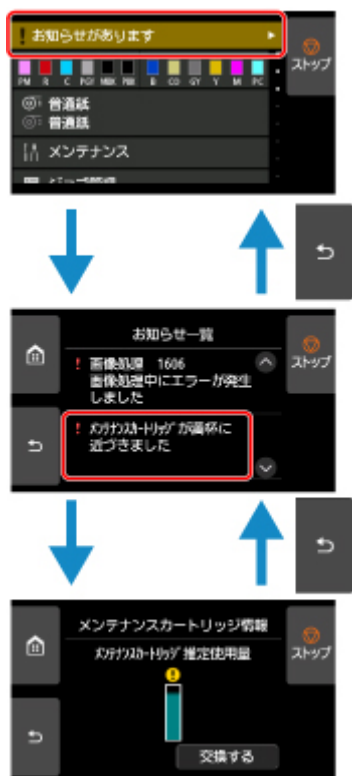 お知らせがあります
ストップ
PM R C PGY MBK PBK B CO GY Y M PC
普通紙
普通紙
メンテナンス
お知らせ一覧
ストップ
画像処理 1606
画像処理中にエラーが発生
しました
メンテナンスカートリッジが満杯に
近づきました
メンテナンスカートリッジ情報
ストップ
メンテナンスカートリッジ推定使用量
交換する